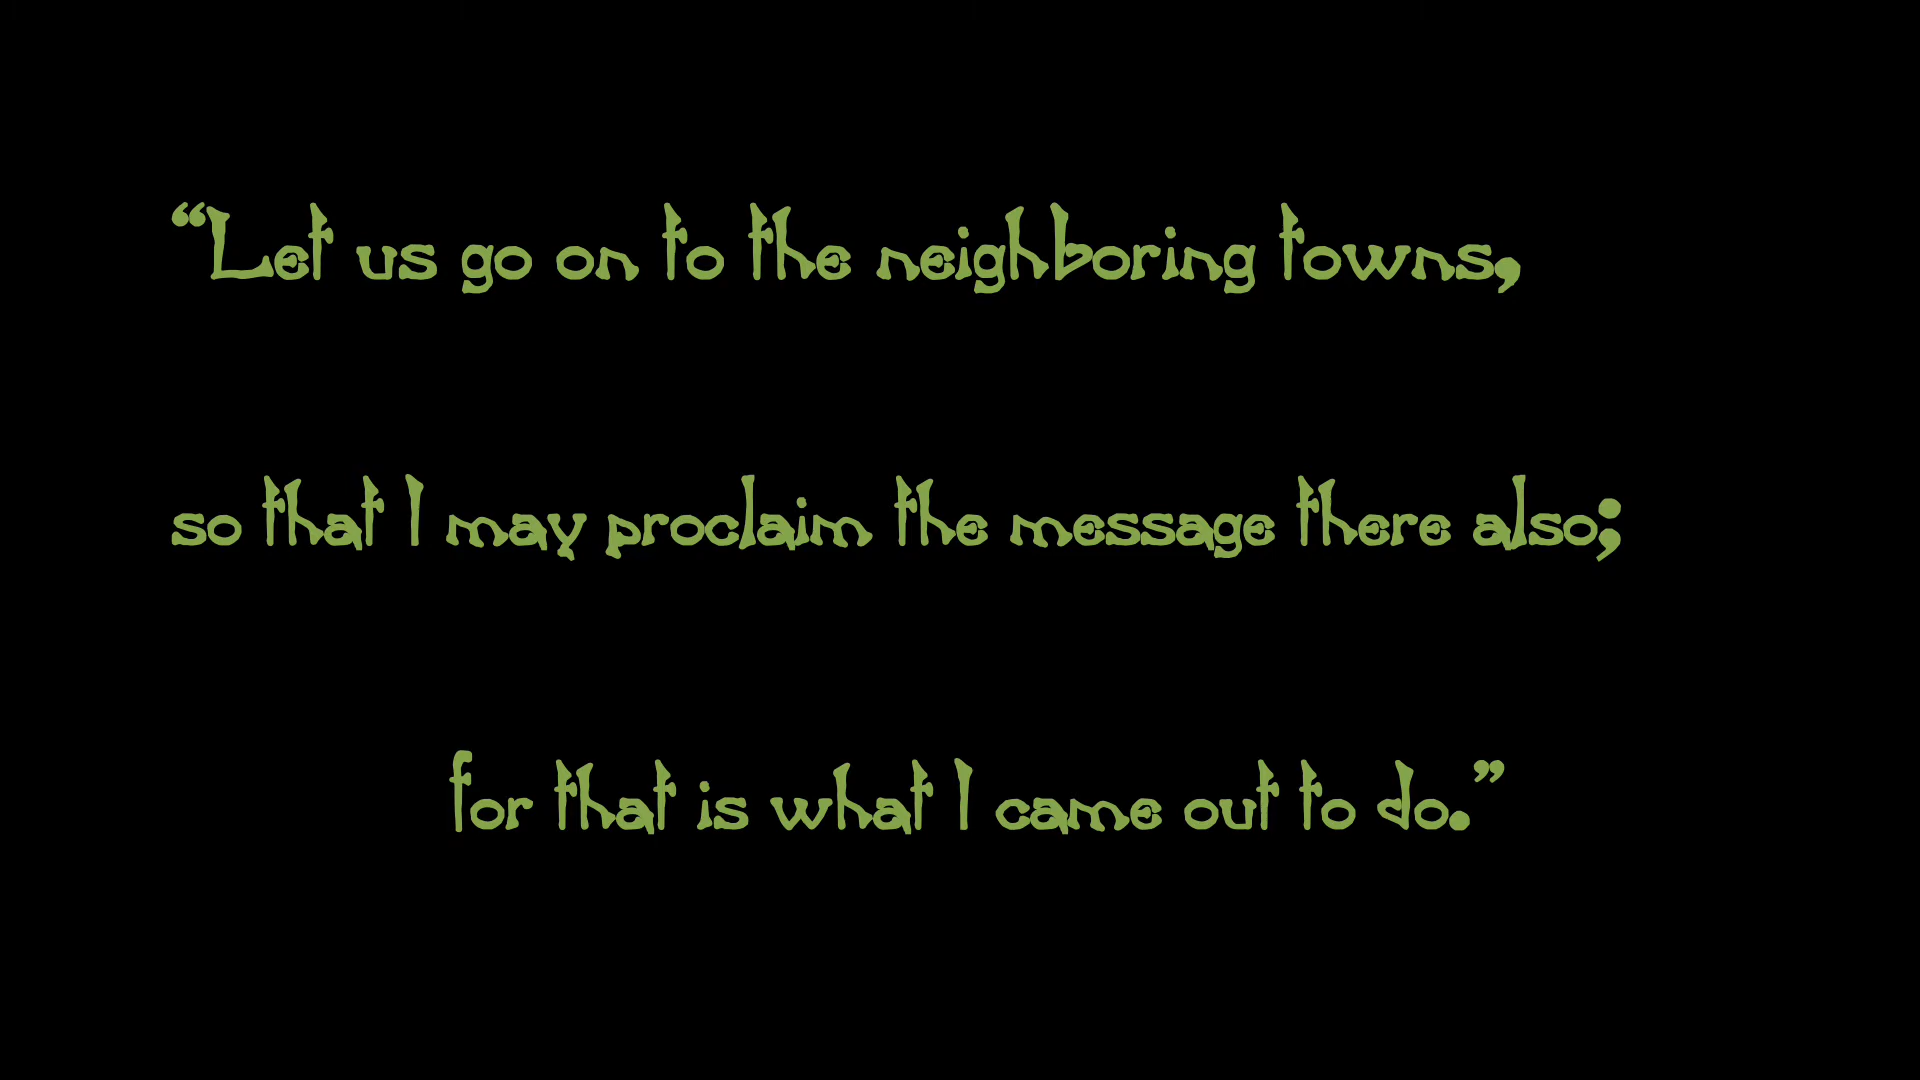 “Let us go on to the neighboring towns,
so that I may proclaim the message there also;
for that is what I came out to do.”